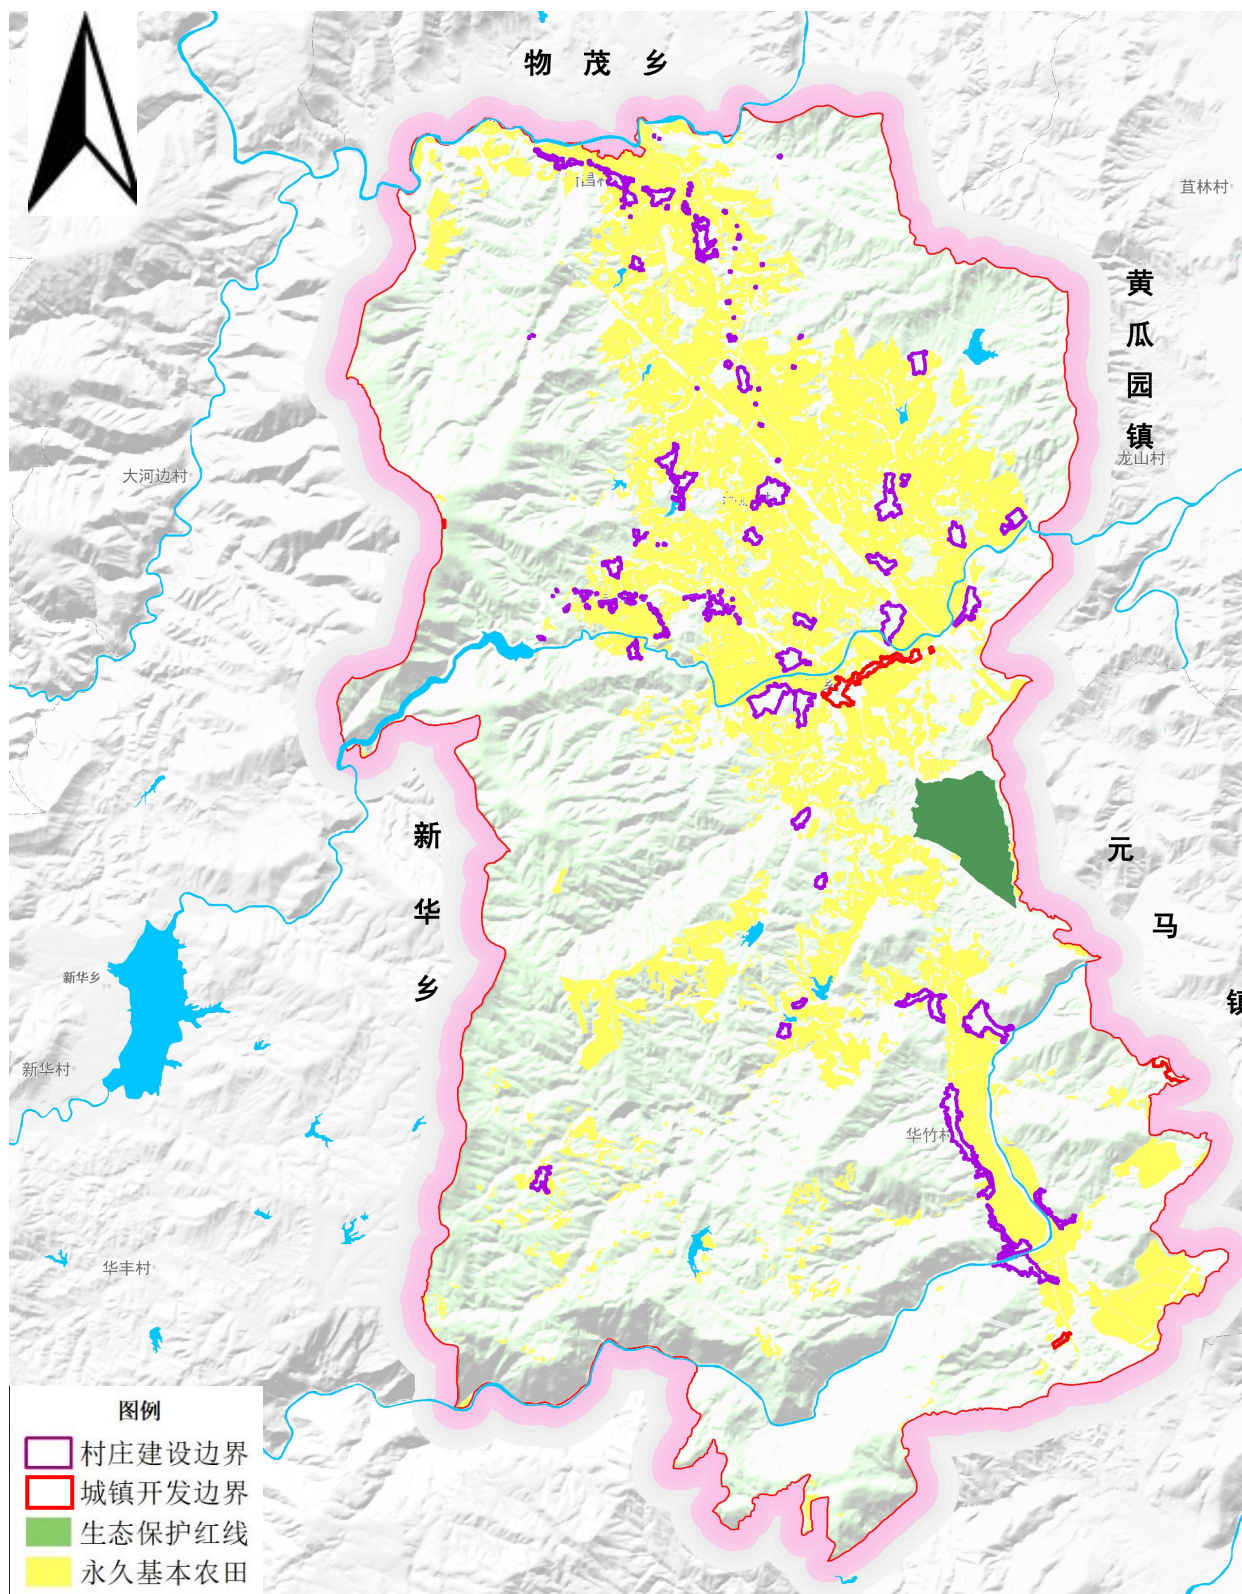 物茂乡
苴林村
黄瓜园镇
龙山村
大河边村
新华乡
元马镇
新华乡
新华村
华竹村
华丰村
图例
村庄建设边界
城镇开发边界
生态保护红线
永久基本农田